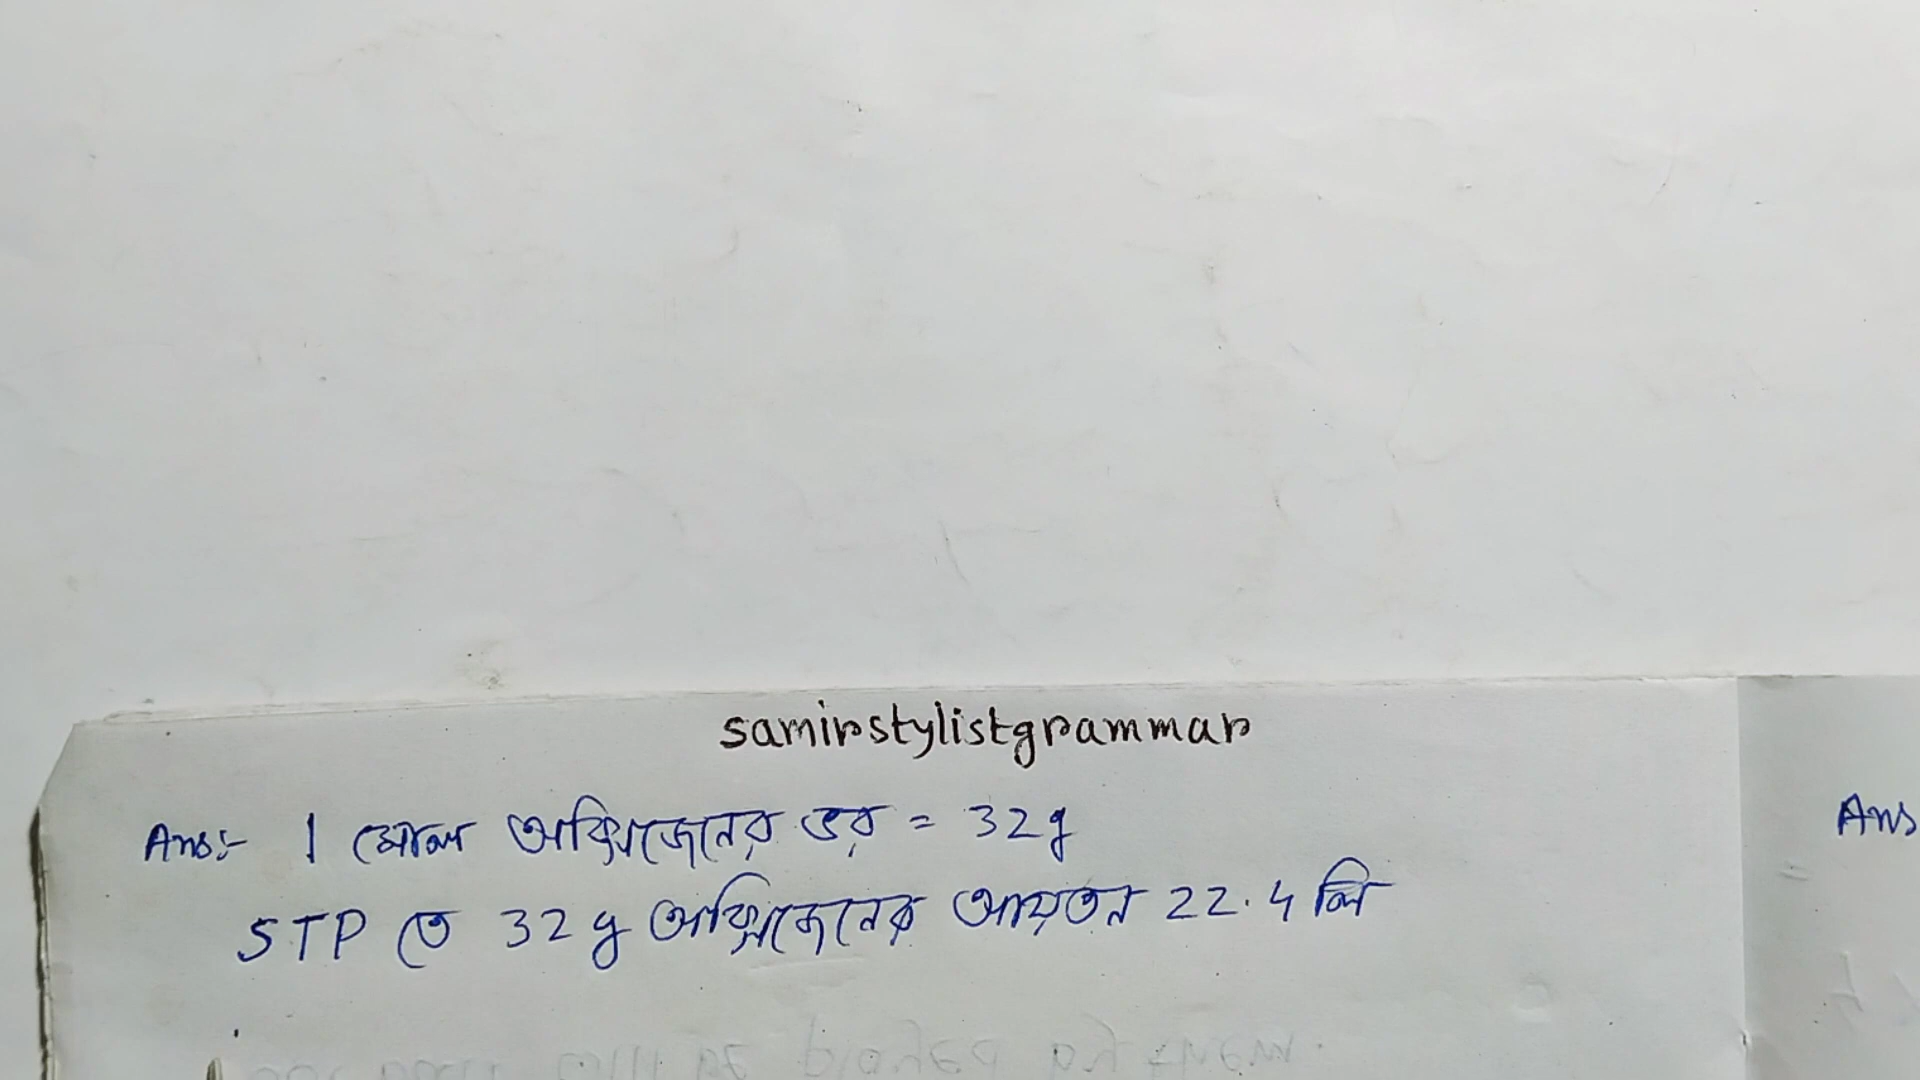 samirstylistgrammar
Ans:- 1 মোল অক্সিজেনের ভর = 32g
STP তে 32g অক্সিজেনের আয়তন 22.4 লি
Ans